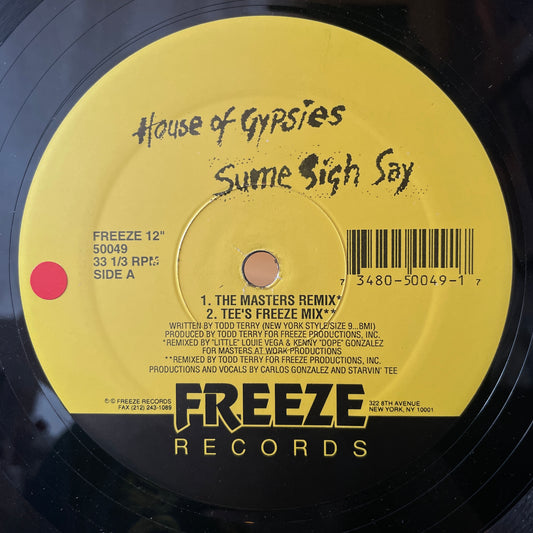 House of Gypsies
Sume Sigh Say
FREEZE 12"
50049
33 1/3 RPM
SIDE A
7 3480-50049-1 7
1. THE MASTERS REMIX*
2. TEE'S FREEZE MIX**
WRITTEN BY TODD TERRY (NEW YORK STYLE/SIZE 9...BMI)
PRODUCED BY TODD TERRY FOR FREEZE PRODUCTIONS, INC.
*REMIXED BY "LITTLE" LOUIE VEGA & KENNY "DOPE" GONZALEZ
FOR MASTERS AT WORK PRODUCTIONS
**REMIXED BY TODD TERRY FOR FREEZE PRODUCTIONS, INC.
PRODUCTIONS AND VOCALS BY CARLOS GONZALEZ AND STARVIN' TEE
℗ © FREEZE RECORDS
FAX (212) 243-1089
FREEZE
RECORDS
322 8TH AVENUE
NEW YORK, NY 10001